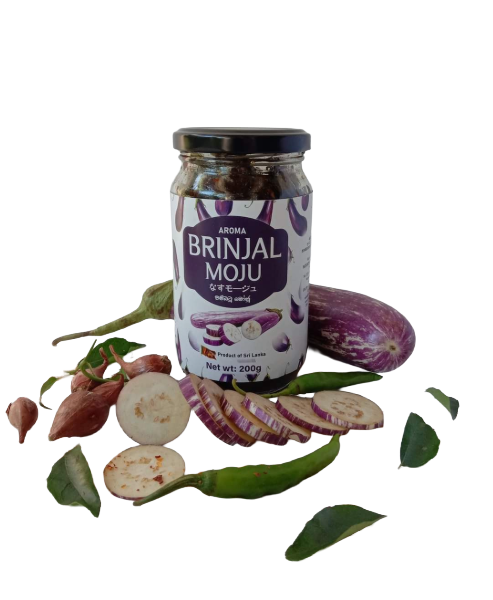 AROMA
BRINJAL
MOJU
なすモージュ
Product of Sri Lanka
Net wt: 200g